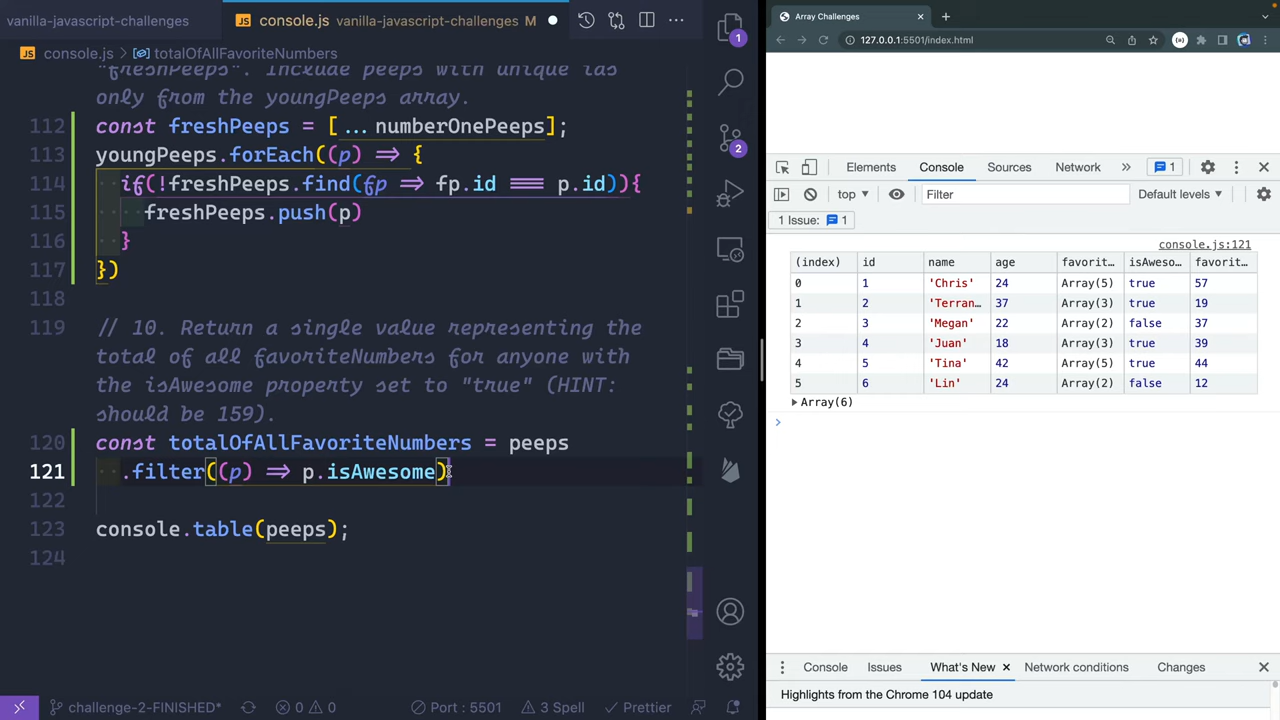 vanilla-javascript-challenges
JS console.js vanilla-javascript-challenges M
JS console.js > totalOfAllFavoriteNumbers
"freshPeeps". Include peeps with unique ids
only from the youngPeeps array.
112 const freshPeeps = [...numberOnePeeps];
113 youngPeeps.forEach((p) => {
114 if(!freshPeeps.find(fp => fp.id === p.id)){
115 freshPeeps.push(p)
116 }
117 })
118
119 // 10. Return a single value representing the
total of all favoriteNumbers for anyone with
the isAwesome property set to "true" (HINT:
should be 159).
120 const totalOfAllFavoriteNumbers = peeps
121 .filter((p) => p.isAwesome)
122
123 console.table(peeps);
124
challenge-2-FINISHED* 0 0 Port : 5501 3 Spell Prettier
1
2
Array Challenges
127.0.0.1:5501/index.html
Elements Console Network 1
top Filter Default levels
1 Issue: 1
console.js:121
(index) id name age favorit... isAweso... favorit...
0 1 'Chris' 24 Array(5) true 57
1 2 'Terran... 37 Array(3) true 19
2 3 'Megan' 22 Array(2) false 37
3 4 'Juan' 18 Array(3) true 39
4 5 'Tina' 42 Array(5) true 44
5 6 'Lin' 24 Array(2) false 12
Array(6)
Console Issues What's New Network conditions Changes
Highlights from the Chrome 104 update